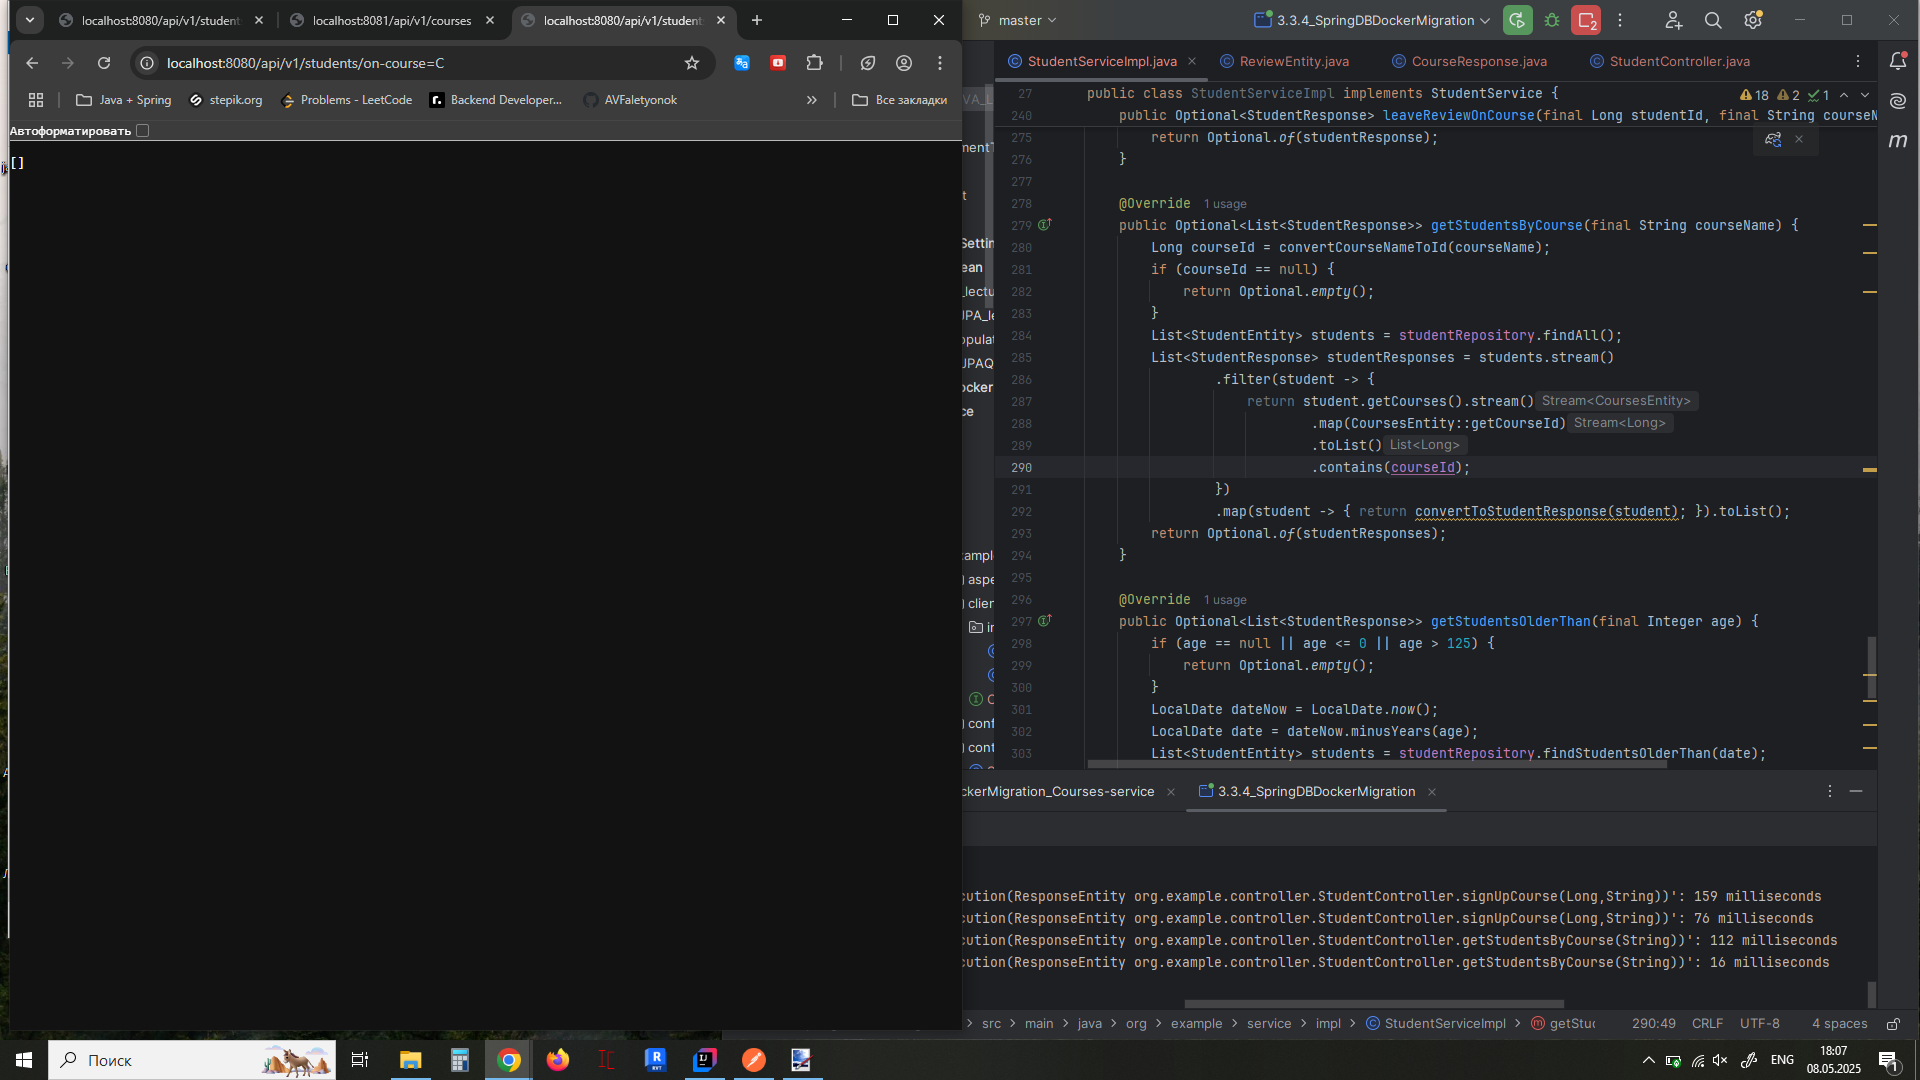 localhost:8080/api/v1/student
localhost:8081/api/v1/courses
localhost:8080/api/v1/student
localhost:8080/api/v1/students/on-course=C
Java + Spring
stepik.org
Problems - LeetCode
Backend Developer...
AVFaletyonok
Все закладки
Автоформатировать
[]
master
3.3.4_SpringDBDockerMigration
2
StudentServiceImpl.java
ReviewEntity.java
CourseResponse.java
StudentController.java
18 2 1
27 public class StudentServiceImpl implements StudentService {
240 public Optional<StudentResponse> leaveReviewOnCourse(final Long studentId, final String courseN
275 return Optional.of(studentResponse);
276 }
277
278 @Override 1 usage
279 public Optional<List<StudentResponse>> getStudentsByCourse(final String courseName) {
280 Long courseId = convertCourseNameToId(courseName);
281 if (courseId == null) {
282 return Optional.empty();
283 }
284 List<StudentEntity> students = studentRepository.findAll();
285 List<StudentResponse> studentResponses = students.stream()
286 .filter(student -> {
287 return student.getCourses().stream() Stream<CoursesEntity>
288 .map(CoursesEntity::getCourseId) Stream<Long>
289 .toList() List<Long>
290 .contains(courseId);
291 })
292 .map(student -> { return convertToStudentResponse(student); }).toList();
293 return Optional.of(studentResponses);
294 }
295
296 @Override 1 usage
297 public Optional<List<StudentResponse>> getStudentsOlderThan(final Integer age) {
298 if (age == null || age <= 0 || age > 125) {
299 return Optional.empty();
300 }
301 LocalDate dateNow = LocalDate.now();
302 LocalDate date = dateNow.minusYears(age);
303 List<StudentEntity> students = studentRepository.findStudentsOlderThan(date);
ckerMigration_Courses-service
3.3.4_SpringDBDockerMigration
cution(ResponseEntity org.example.controller.StudentController.signUpCourse(Long,String))': 159 milliseconds
cution(ResponseEntity org.example.controller.StudentController.signUpCourse(Long,String))': 76 milliseconds
cution(ResponseEntity org.example.controller.StudentController.getStudentsByCourse(String))': 112 milliseconds
cution(ResponseEntity org.example.controller.StudentController.getStudentsByCourse(String))': 16 milliseconds
src > main > java > org > example > service > impl > StudentServiceImpl > getStuc
290:49 CRLF UTF-8 4 spaces
Поиск
ENG
18:07
08.05.2025
1